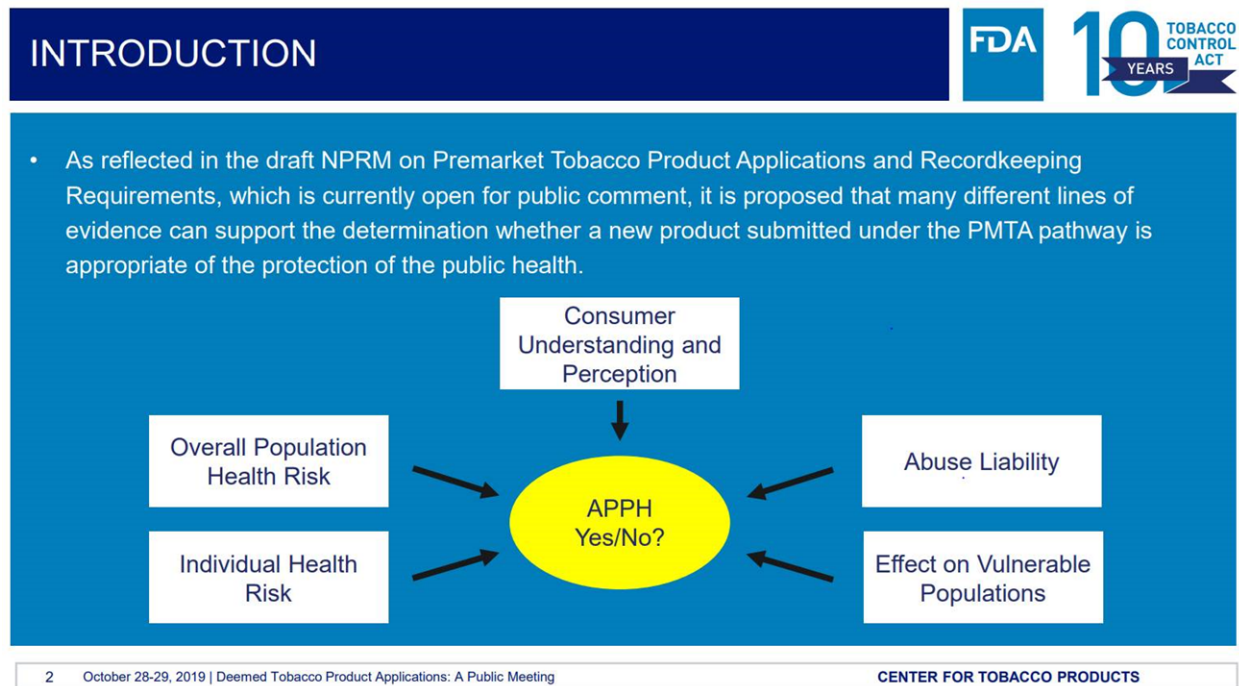 INTRODUCTION
FDA
10
YEARS
TOBACCO
CONTROL
ACT
• As reflected in the draft NPRM on Premarket Tobacco Product Applications and Recordkeeping
Requirements, which is currently open for public comment, it is proposed that many different lines of
evidence can support the determination whether a new product submitted under the PMTA pathway is
appropriate of the protection of the public health.
Consumer
Understanding and
Perception
Overall Population
Health Risk
Abuse Liability
APPH
Yes/No?
Individual Health
Risk
Effect on Vulnerable
Populations
2 October 28-29, 2019 | Deemed Tobacco Product Applications: A Public Meeting
CENTER FOR TOBACCO PRODUCTS